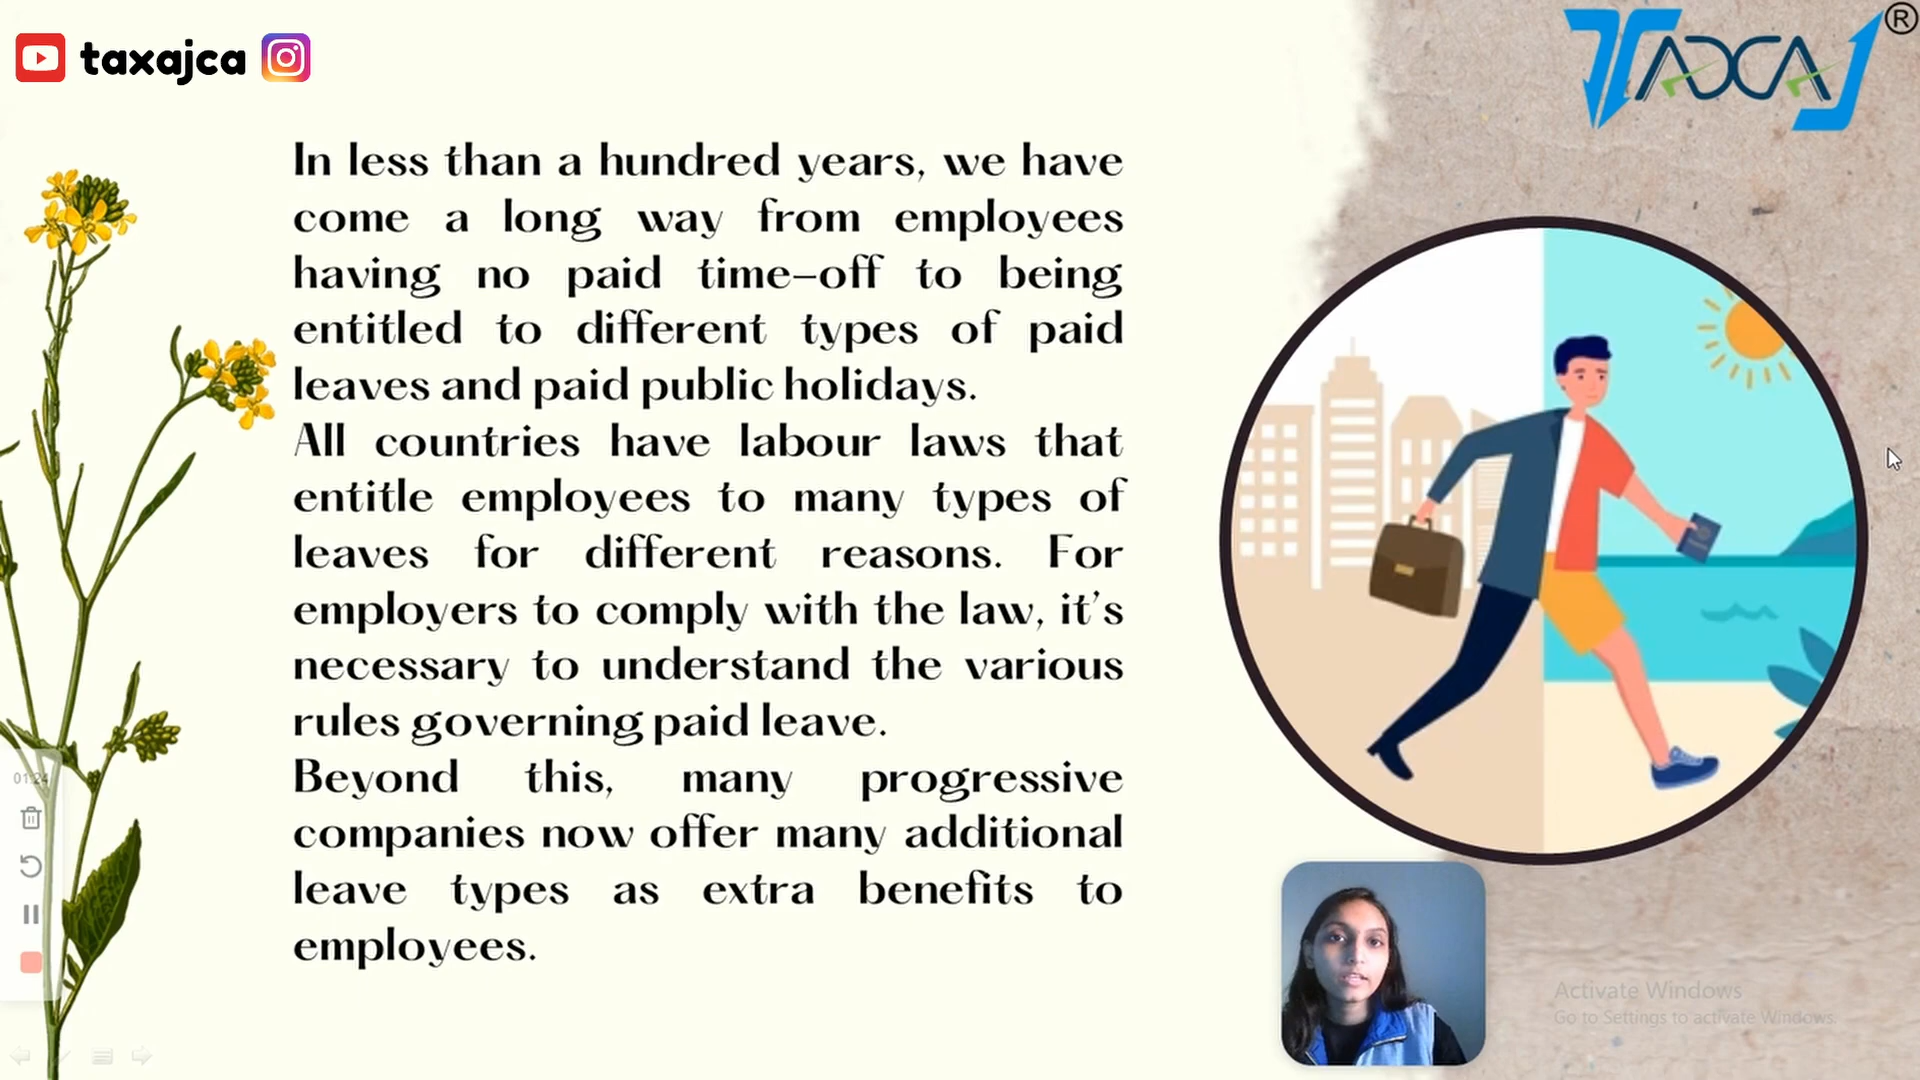 taxajca
TAXAJ
®
In less than a hundred years, we have
come a long way from employees
having no paid time–off to being
entitled to different types of paid
leaves and paid public holidays.
All countries have labour laws that
entitle employees to many types of
leaves for different reasons. For
employers to comply with the law, it’s
necessary to understand the various
rules governing paid leave.
Beyond this, many progressive
companies now offer many additional
leave types as extra benefits to
employees.
01:24
Activate Windows
Go to Settings to activate Windows.